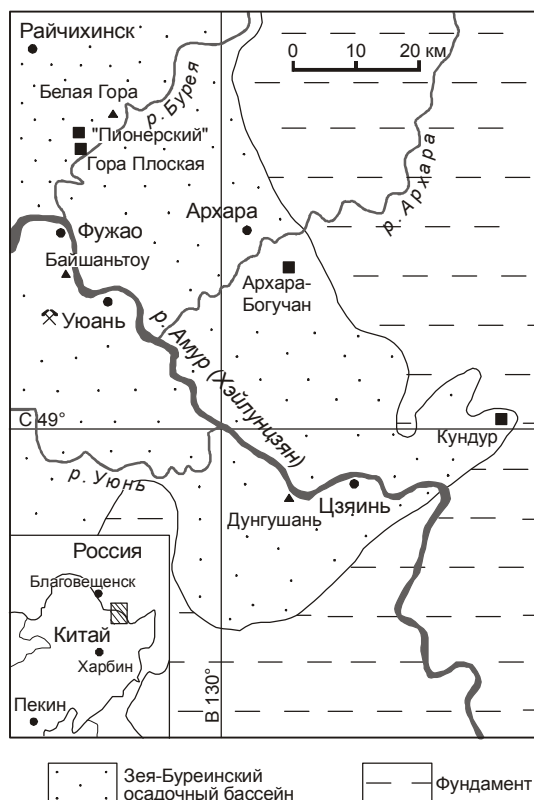 Райчихинск
0 10 20 км
Белая Гора
р. Бурея
"Пионерский"
Гора Плоская
р. Архара
Архара
Фужао
Байшаньтоу
Архара-
Богучан
Уюань
р. Амур (Хэйлунцзян)
С 49°
Кундур
р. Уюнь
Цзяинь
Дунгушань
Россия
Благовещенск
Китай
Харбин
Пекин
В 130°
Зея-Буреинский
осадочный бассейн
Фундамент